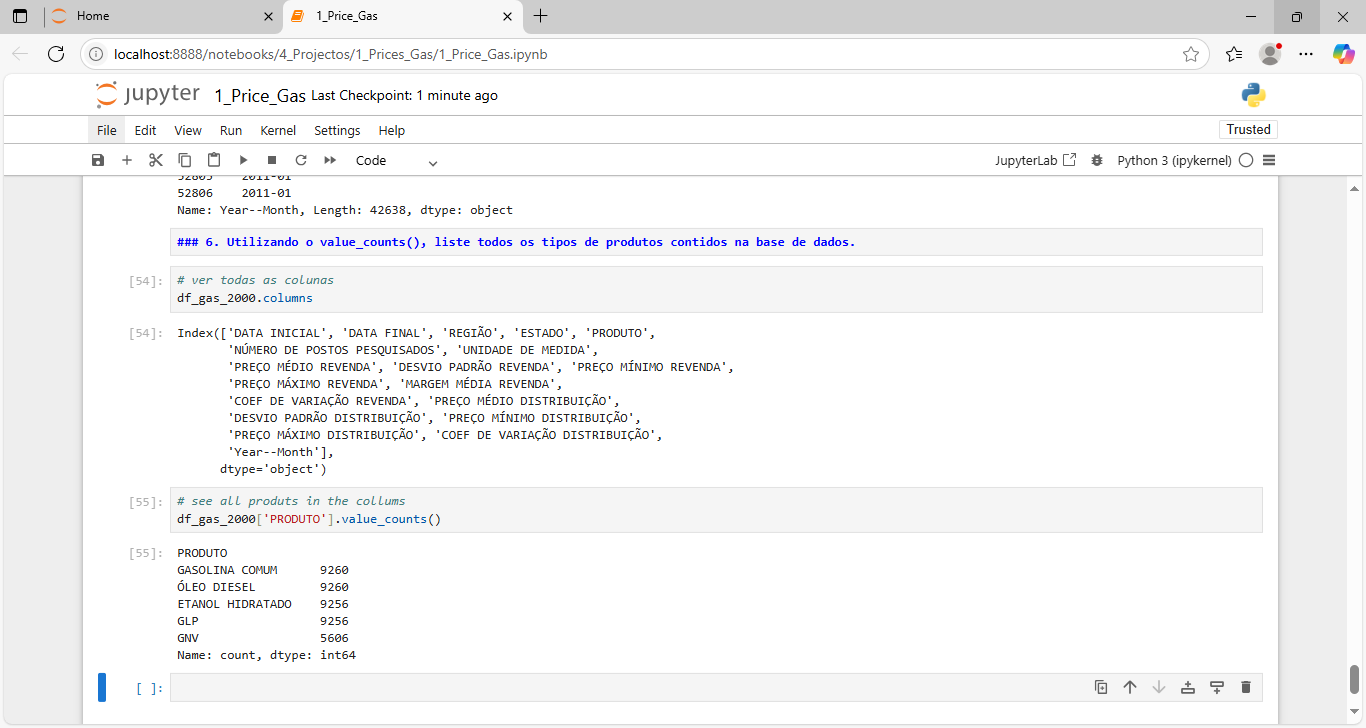 Home
1_Price_Gas
localhost:8888/notebooks/4_Projectos/1_Prices_Gas/1_Price_Gas.ipynb
jupyter 1_Price_Gas Last Checkpoint: 1 minute ago
File Edit View Run Kernel Settings Help Trusted
Code JupyterLab Python 3 (ipykernel)
52805 2011-01
52806 2011-01
Name: Year--Month, Length: 42638, dtype: object
### 6. Utilizando o value_counts(), liste todos os tipos de produtos contidos na base de dados.
[54]: # ver todas as colunas
df_gas_2000.columns
[54]: Index(['DATA INICIAL', 'DATA FINAL', 'REGIÃO', 'ESTADO', 'PRODUTO',
'NÚMERO DE POSTOS PESQUISADOS', 'UNIDADE DE MEDIDA',
'PREÇO MÉDIO REVENDA', 'DESVIO PADRÃO REVENDA', 'PREÇO MÍNIMO REVENDA',
'PREÇO MÁXIMO REVENDA', 'MARGEM MÉDIA REVENDA',
'COEF DE VARIAÇÃO REVENDA', 'PREÇO MÉDIO DISTRIBUIÇÃO',
'DESVIO PADRÃO DISTRIBUIÇÃO', 'PREÇO MÍNIMO DISTRIBUIÇÃO',
'PREÇO MÁXIMO DISTRIBUIÇÃO', 'COEF DE VARIAÇÃO DISTRIBUIÇÃO',
'Year--Month'],
dtype='object')
[55]: # see all produts in the collums
df_gas_2000['PRODUTO'].value_counts()
[55]: PRODUTO
GASOLINA COMUM 9260
ÓLEO DIESEL 9260
ETANOL HIDRATADO 9256
GLP 9256
GNV 5606
Name: count, dtype: int64
[ ]: